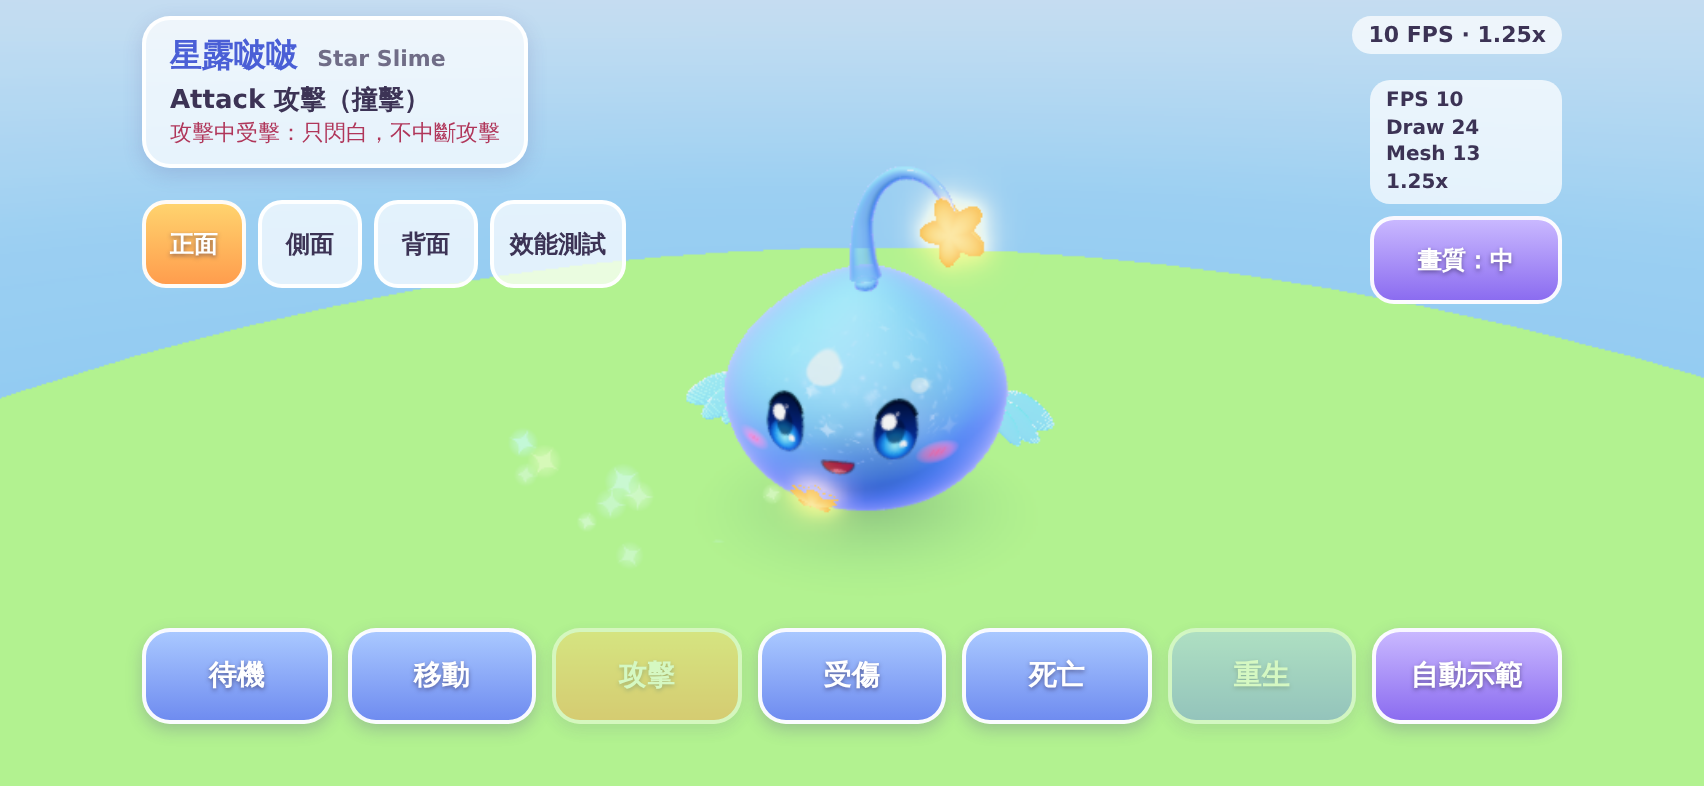 星露啵啵 Star Slime
Attack 攻擊（撞擊）
攻擊中受擊：只閃白，不中斷攻擊
10 FPS · 1.25x
FPS 10
Draw 24
Mesh 13
1.25x
正面
側面
背面
效能測試
畫質：中
待機
移動
攻擊
受傷
死亡
重生
自動示範